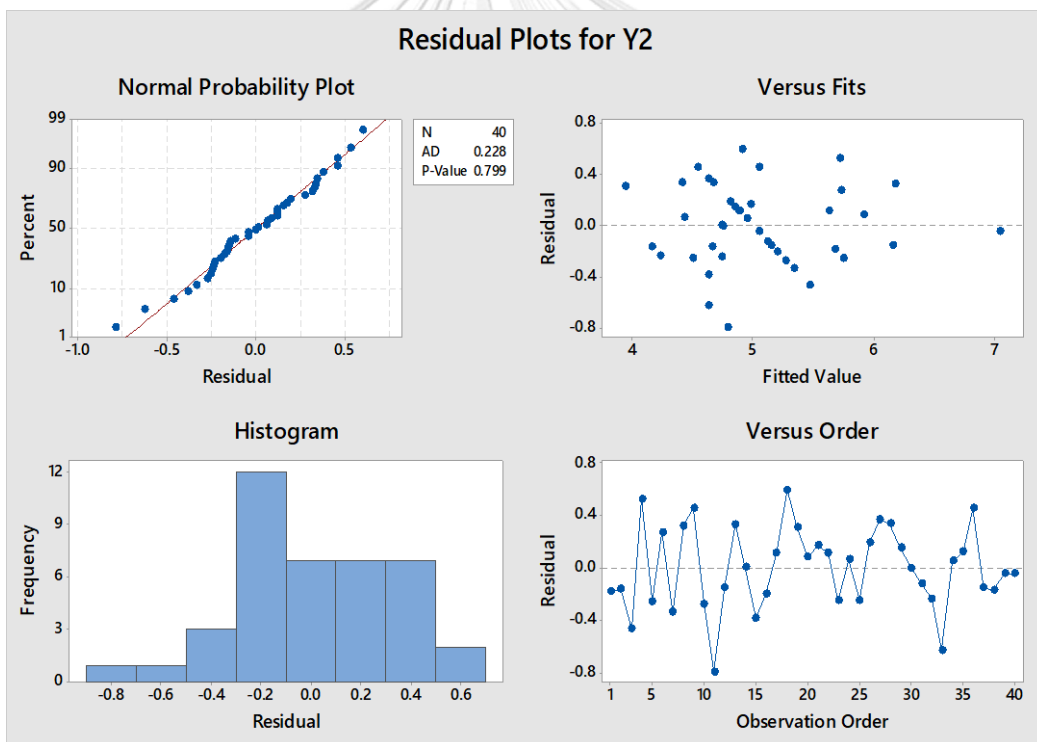 Residual Plots for Y2
Normal Probability Plot
99
90
50
10
1
Percent
-1.0 -0.5 0.0 0.5
Residual
N 40
AD 0.228
P-Value 0.799
Versus Fits
0.8
0.4
0.0
-0.4
-0.8
Residual
4 5 6 7
Fitted Value
Histogram
12
9
6
3
0
Frequency
-0.8 -0.6 -0.4 -0.2 0.0 0.2 0.4 0.6
Residual
Versus Order
0.8
0.4
0.0
-0.4
-0.8
Residual
1 5 10 15 20 25 30 35 40
Observation Order